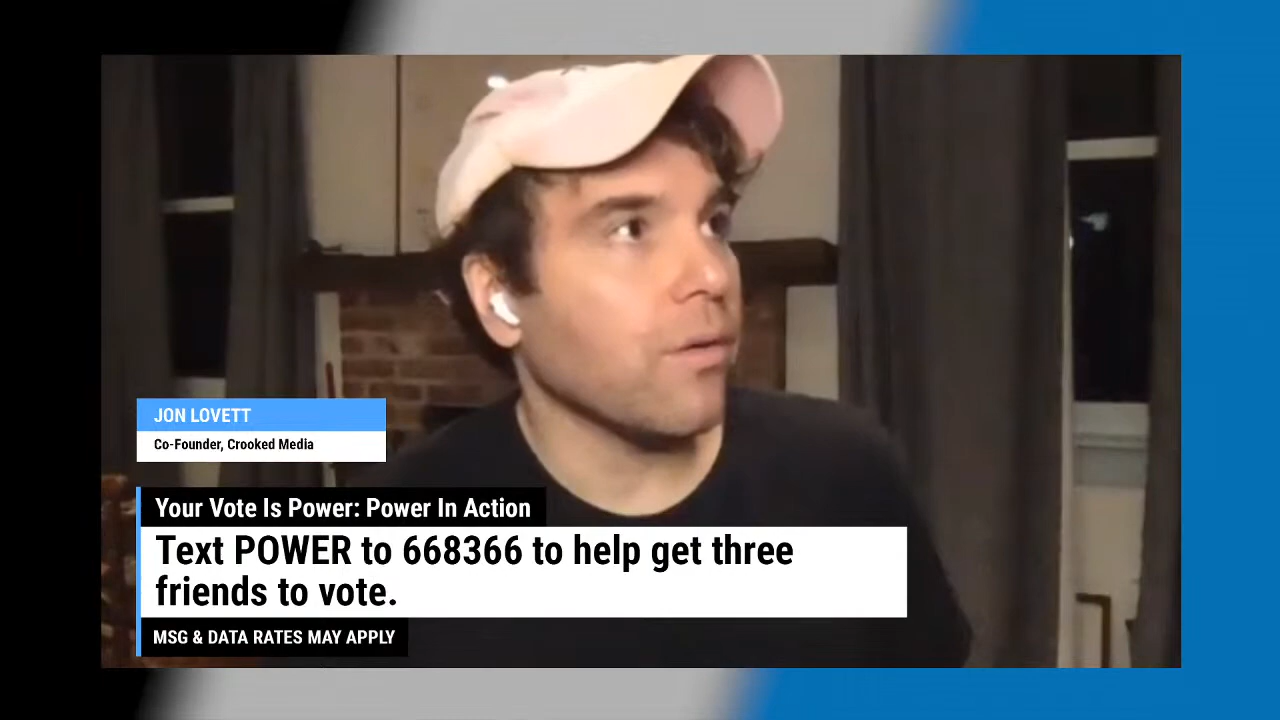 JON LOVETT
Co-Founder, Crooked Media
Your Vote Is Power: Power In Action
Text POWER to 668366 to help get three
friends to vote.
MSG & DATA RATES MAY APPLY